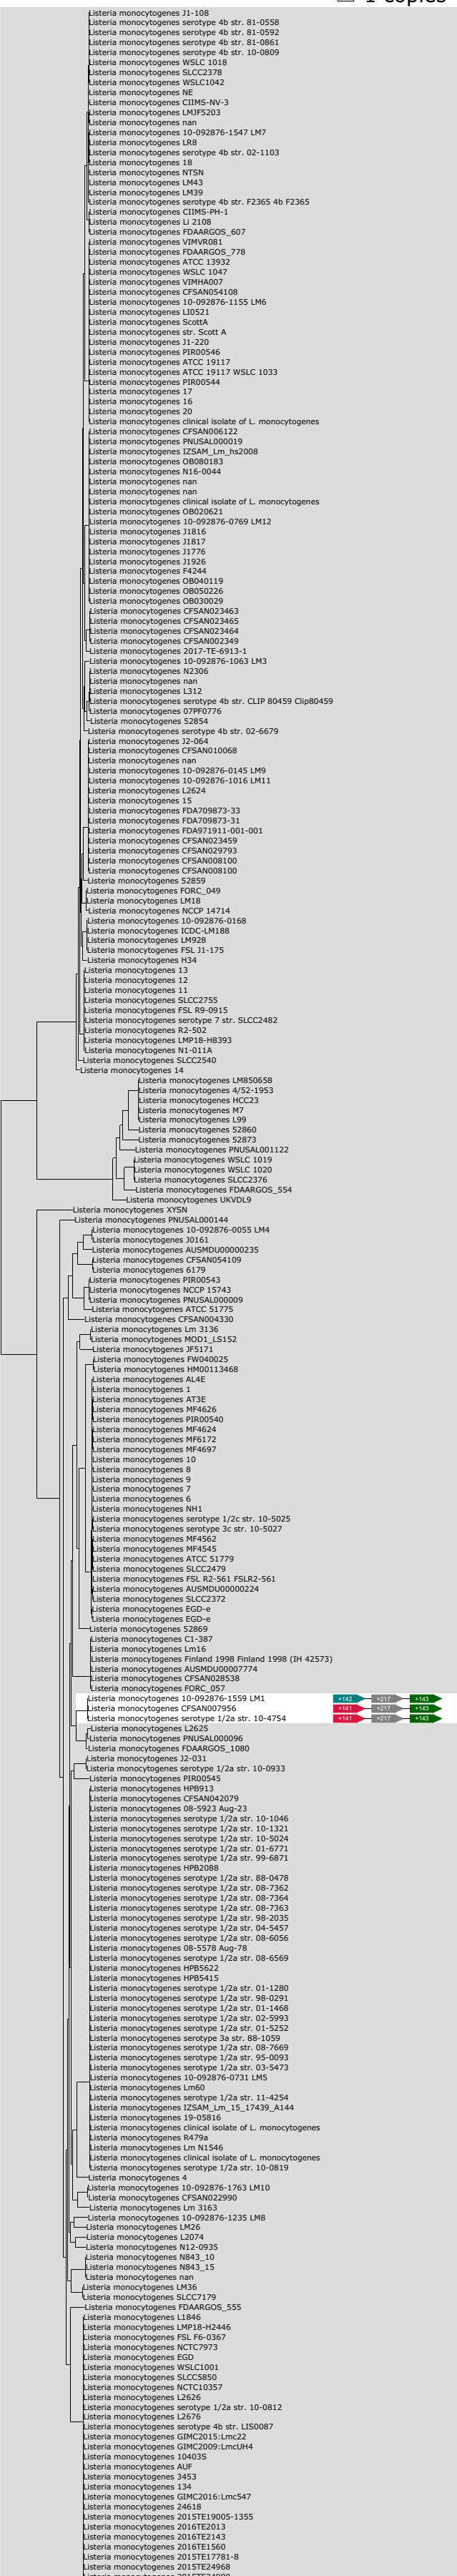 1 copies
Listeria monocytogenes J1-108
Listeria monocytogenes serotype 4b str. 81-0558
Listeria monocytogenes serotype 4b str. 81-0592
Listeria monocytogenes serotype 4b str. 81-0861
Listeria monocytogenes serotype 4b str. 10-0809
Listeria monocytogenes WSLC 1018
Listeria monocytogenes SLCC2378
Listeria monocytogenes WSLC1042
Listeria monocytogenes NE
Listeria monocytogenes CIIMS-NV-3
Listeria monocytogenes LMJF5203
Listeria monocytogenes nan
Listeria monocytogenes 10-092876-1547 LM7
Listeria monocytogenes LR8
Listeria monocytogenes serotype 4b str. 02-1103
Listeria monocytogenes 18
Listeria monocytogenes NTSN
Listeria monocytogenes LM43
Listeria monocytogenes LM39
Listeria monocytogenes serotype 4b str. F2365 4b F2365
Listeria monocytogenes CIIMS-PH-1
Listeria monocytogenes Li 2108
Listeria monocytogenes FDAARGOS_607
Listeria monocytogenes VIMVR081
Listeria monocytogenes FDAARGOS_778
Listeria monocytogenes ATCC 13932
Listeria monocytogenes WSLC 1047
Listeria monocytogenes VIMHA007
Listeria monocytogenes CFSAN054108
Listeria monocytogenes 10-092876-1155 LM6
Listeria monocytogenes LI0521
Listeria monocytogenes ScottA
Listeria monocytogenes str. Scott A
Listeria monocytogenes J1-220
Listeria monocytogenes PIR00546
Listeria monocytogenes ATCC 19117
Listeria monocytogenes ATCC 19117 WSLC 1033
Listeria monocytogenes PIR00544
Listeria monocytogenes 17
Listeria monocytogenes 16
Listeria monocytogenes 20
Listeria monocytogenes clinical isolate of L. monocytogenes
Listeria monocytogenes CFSAN006122
Listeria monocytogenes PNUSAL000019
Listeria monocytogenes IZSAM_Lm_hs2008
Listeria monocytogenes OB080183
Listeria monocytogenes N16-0044
Listeria monocytogenes nan
Listeria monocytogenes nan
Listeria monocytogenes clinical isolate of L. monocytogenes
Listeria monocytogenes OB020621
Listeria monocytogenes 10-092876-0769 LM12
Listeria monocytogenes J1816
Listeria monocytogenes J1817
Listeria monocytogenes J1776
Listeria monocytogenes J1926
Listeria monocytogenes F4244
Listeria monocytogenes OB040119
Listeria monocytogenes OB050226
Listeria monocytogenes OB030029
Listeria monocytogenes CFSAN023463
Listeria monocytogenes CFSAN023465
Listeria monocytogenes CFSAN023464
Listeria monocytogenes CFSAN002349
Listeria monocytogenes 2017-TE-6913-1
Listeria monocytogenes 10-092876-1063 LM3
Listeria monocytogenes N2306
Listeria monocytogenes nan
Listeria monocytogenes L312
Listeria monocytogenes serotype 4b str. CLIP 80459 Clip80459
Listeria monocytogenes 07PF0776
Listeria monocytogenes 52854
Listeria monocytogenes serotype 4b str. 02-6679
Listeria monocytogenes J2-064
Listeria monocytogenes CFSAN010068
Listeria monocytogenes nan
Listeria monocytogenes 10-092876-0145 LM9
Listeria monocytogenes 10-092876-1016 LM11
Listeria monocytogenes L2624
Listeria monocytogenes 15
Listeria monocytogenes FDA709873-33
Listeria monocytogenes FDA709873-31
Listeria monocytogenes FDA971911-001-001
Listeria monocytogenes CFSAN023459
Listeria monocytogenes CFSAN029793
Listeria monocytogenes CFSAN008100
Listeria monocytogenes CFSAN008100
Listeria monocytogenes 52859
Listeria monocytogenes FORC_049
Listeria monocytogenes LM18
Listeria monocytogenes NCCP 14714
Listeria monocytogenes 10-092876-0168
Listeria monocytogenes ICDC-LM188
Listeria monocytogenes LM928
Listeria monocytogenes FSL J1-175
Listeria monocytogenes H34
Listeria monocytogenes 13
Listeria monocytogenes 12
Listeria monocytogenes 11
Listeria monocytogenes SLCC2755
Listeria monocytogenes FSL R9-0915
Listeria monocytogenes serotype 7 str. SLCC2482
Listeria monocytogenes R2-502
Listeria monocytogenes LMP18-H8393
Listeria monocytogenes N1-011A
Listeria monocytogenes SLCC2540
Listeria monocytogenes 14
Listeria monocytogenes LM850658
Listeria monocytogenes 4/52-1953
Listeria monocytogenes HCC23
Listeria monocytogenes M7
Listeria monocytogenes L99
Listeria monocytogenes 52860
Listeria monocytogenes 52873
Listeria monocytogenes PNUSAL001122
Listeria monocytogenes WSLC 1019
Listeria monocytogenes WSLC 1020
Listeria monocytogenes SLCC2376
Listeria monocytogenes FDAARGOS_554
Listeria monocytogenes UKVDL9
Listeria monocytogenes XYSN
Listeria monocytogenes PNUSAL000144
Listeria monocytogenes 10-092876-0055 LM4
Listeria monocytogenes J0161
Listeria monocytogenes AUSMDU00000235
Listeria monocytogenes CFSAN054109
Listeria monocytogenes 6179
Listeria monocytogenes PIR00543
Listeria monocytogenes NCCP 15743
Listeria monocytogenes PNUSAL000009
Listeria monocytogenes ATCC 51775
Listeria monocytogenes CFSAN004330
Listeria monocytogenes Lm 3136
Listeria monocytogenes MOD1_LS152
Listeria monocytogenes JF5171
Listeria monocytogenes FW040025
Listeria monocytogenes HM00113468
Listeria monocytogenes AL4E
Listeria monocytogenes 1
Listeria monocytogenes AT3E
Listeria monocytogenes MF4626
Listeria monocytogenes PIR00540
Listeria monocytogenes MF4624
Listeria monocytogenes MF6172
Listeria monocytogenes MF4697
Listeria monocytogenes 10
Listeria monocytogenes 8
Listeria monocytogenes 9
Listeria monocytogenes 7
Listeria monocytogenes 6
Listeria monocytogenes NH1
Listeria monocytogenes serotype 1/2c str. 10-5025
Listeria monocytogenes serotype 3c str. 10-5027
Listeria monocytogenes MF4562
Listeria monocytogenes MF4545
Listeria monocytogenes ATCC 51779
Listeria monocytogenes SLCC2479
Listeria monocytogenes FSL R2-561 FSLR2-561
Listeria monocytogenes AUSMDU00000224
Listeria monocytogenes SLCC2372
Listeria monocytogenes EGD-e
Listeria monocytogenes EGD-e
Listeria monocytogenes 52869
Listeria monocytogenes C1-387
Listeria monocytogenes Lm16
Listeria monocytogenes Finland 1998 Finland 1998 (IH 42573)
Listeria monocytogenes AUSMDU00007774
Listeria monocytogenes CFSAN028538
Listeria monocytogenes FORC_057
Listeria monocytogenes 10-092876-1559 LM1 +142 +217 +143
Listeria monocytogenes CFSAN007956 +141 +217 +143
Listeria monocytogenes serotype 1/2a str. 10-4754 +141 +217 +143
Listeria monocytogenes L2625
Listeria monocytogenes PNUSAL000096
Listeria monocytogenes FDAARGOS_1080
Listeria monocytogenes J2-031
Listeria monocytogenes serotype 1/2a str. 10-0933
Listeria monocytogenes PIR00545
Listeria monocytogenes HPB913
Listeria monocytogenes CFSAN042079
Listeria monocytogenes 08-5923 Aug-23
Listeria monocytogenes serotype 1/2a str. 10-1046
Listeria monocytogenes serotype 1/2a str. 10-1321
Listeria monocytogenes serotype 1/2a str. 10-5024
Listeria monocytogenes serotype 1/2a str. 01-6771
Listeria monocytogenes serotype 1/2a str. 99-6871
Listeria monocytogenes HPB2088
Listeria monocytogenes serotype 1/2a str. 88-0478
Listeria monocytogenes serotype 1/2a str. 08-7362
Listeria monocytogenes serotype 1/2a str. 08-7364
Listeria monocytogenes serotype 1/2a str. 08-7363
Listeria monocytogenes serotype 1/2a str. 98-2035
Listeria monocytogenes serotype 1/2a str. 04-5457
Listeria monocytogenes serotype 1/2a str. 08-6056
Listeria monocytogenes 08-5578 Aug-78
Listeria monocytogenes serotype 1/2a str. 08-6569
Listeria monocytogenes HPB5622
Listeria monocytogenes HPB5415
Listeria monocytogenes serotype 1/2a str. 01-1280
Listeria monocytogenes serotype 1/2a str. 98-0291
Listeria monocytogenes serotype 1/2a str. 01-1468
Listeria monocytogenes serotype 1/2a str. 02-5993
Listeria monocytogenes serotype 1/2a str. 01-5252
Listeria monocytogenes serotype 3a str. 88-1059
Listeria monocytogenes serotype 1/2a str. 08-7669
Listeria monocytogenes serotype 1/2a str. 95-0093
Listeria monocytogenes serotype 1/2a str. 03-5473
Listeria monocytogenes 10-092876-0731 LM5
Listeria monocytogenes Lm60
Listeria monocytogenes serotype 1/2a str. 11-4254
Listeria monocytogenes IZSAM_Lm_15_17439_A144
Listeria monocytogenes 19-05816
Listeria monocytogenes clinical isolate of L. monocytogenes
Listeria monocytogenes R479a
Listeria monocytogenes Lm N1546
Listeria monocytogenes clinical isolate of L. monocytogenes
Listeria monocytogenes serotype 1/2a str. 10-0819
Listeria monocytogenes 4
Listeria monocytogenes 10-092876-1763 LM10
Listeria monocytogenes CFSAN022990
Listeria monocytogenes Lm 3163
Listeria monocytogenes 10-092876-1235 LM8
Listeria monocytogenes LM26
Listeria monocytogenes L2074
Listeria monocytogenes N12-0935
Listeria monocytogenes N843_10
Listeria monocytogenes N843_15
Listeria monocytogenes nan
Listeria monocytogenes LM36
Listeria monocytogenes SLCC7179
Listeria monocytogenes FDAARGOS_555
Listeria monocytogenes L1846
Listeria monocytogenes LMP18-H2446
Listeria monocytogenes FSL F6-0367
Listeria monocytogenes NCTC7973
Listeria monocytogenes EGD
Listeria monocytogenes WSLC1001
Listeria monocytogenes SLCC5850
Listeria monocytogenes NCTC10357
Listeria monocytogenes L2626
Listeria monocytogenes serotype 1/2a str. 10-0812
Listeria monocytogenes L2676
Listeria monocytogenes serotype 4b str. LIS0087
Listeria monocytogenes GIMC2015:Lmc22
Listeria monocytogenes GIMC2009:LmcUH4
Listeria monocytogenes 10403S
Listeria monocytogenes AUF
Listeria monocytogenes 3453
Listeria monocytogenes 134
Listeria monocytogenes GIMC2016:Lmc547
Listeria monocytogenes 24618
Listeria monocytogenes 2015TE19005-1355
Listeria monocytogenes 2016TE2013
Listeria monocytogenes 2016TE2143
Listeria monocytogenes 2016TE1560
Listeria monocytogenes 2015TE17781-8
Listeria monocytogenes 2015TE24968